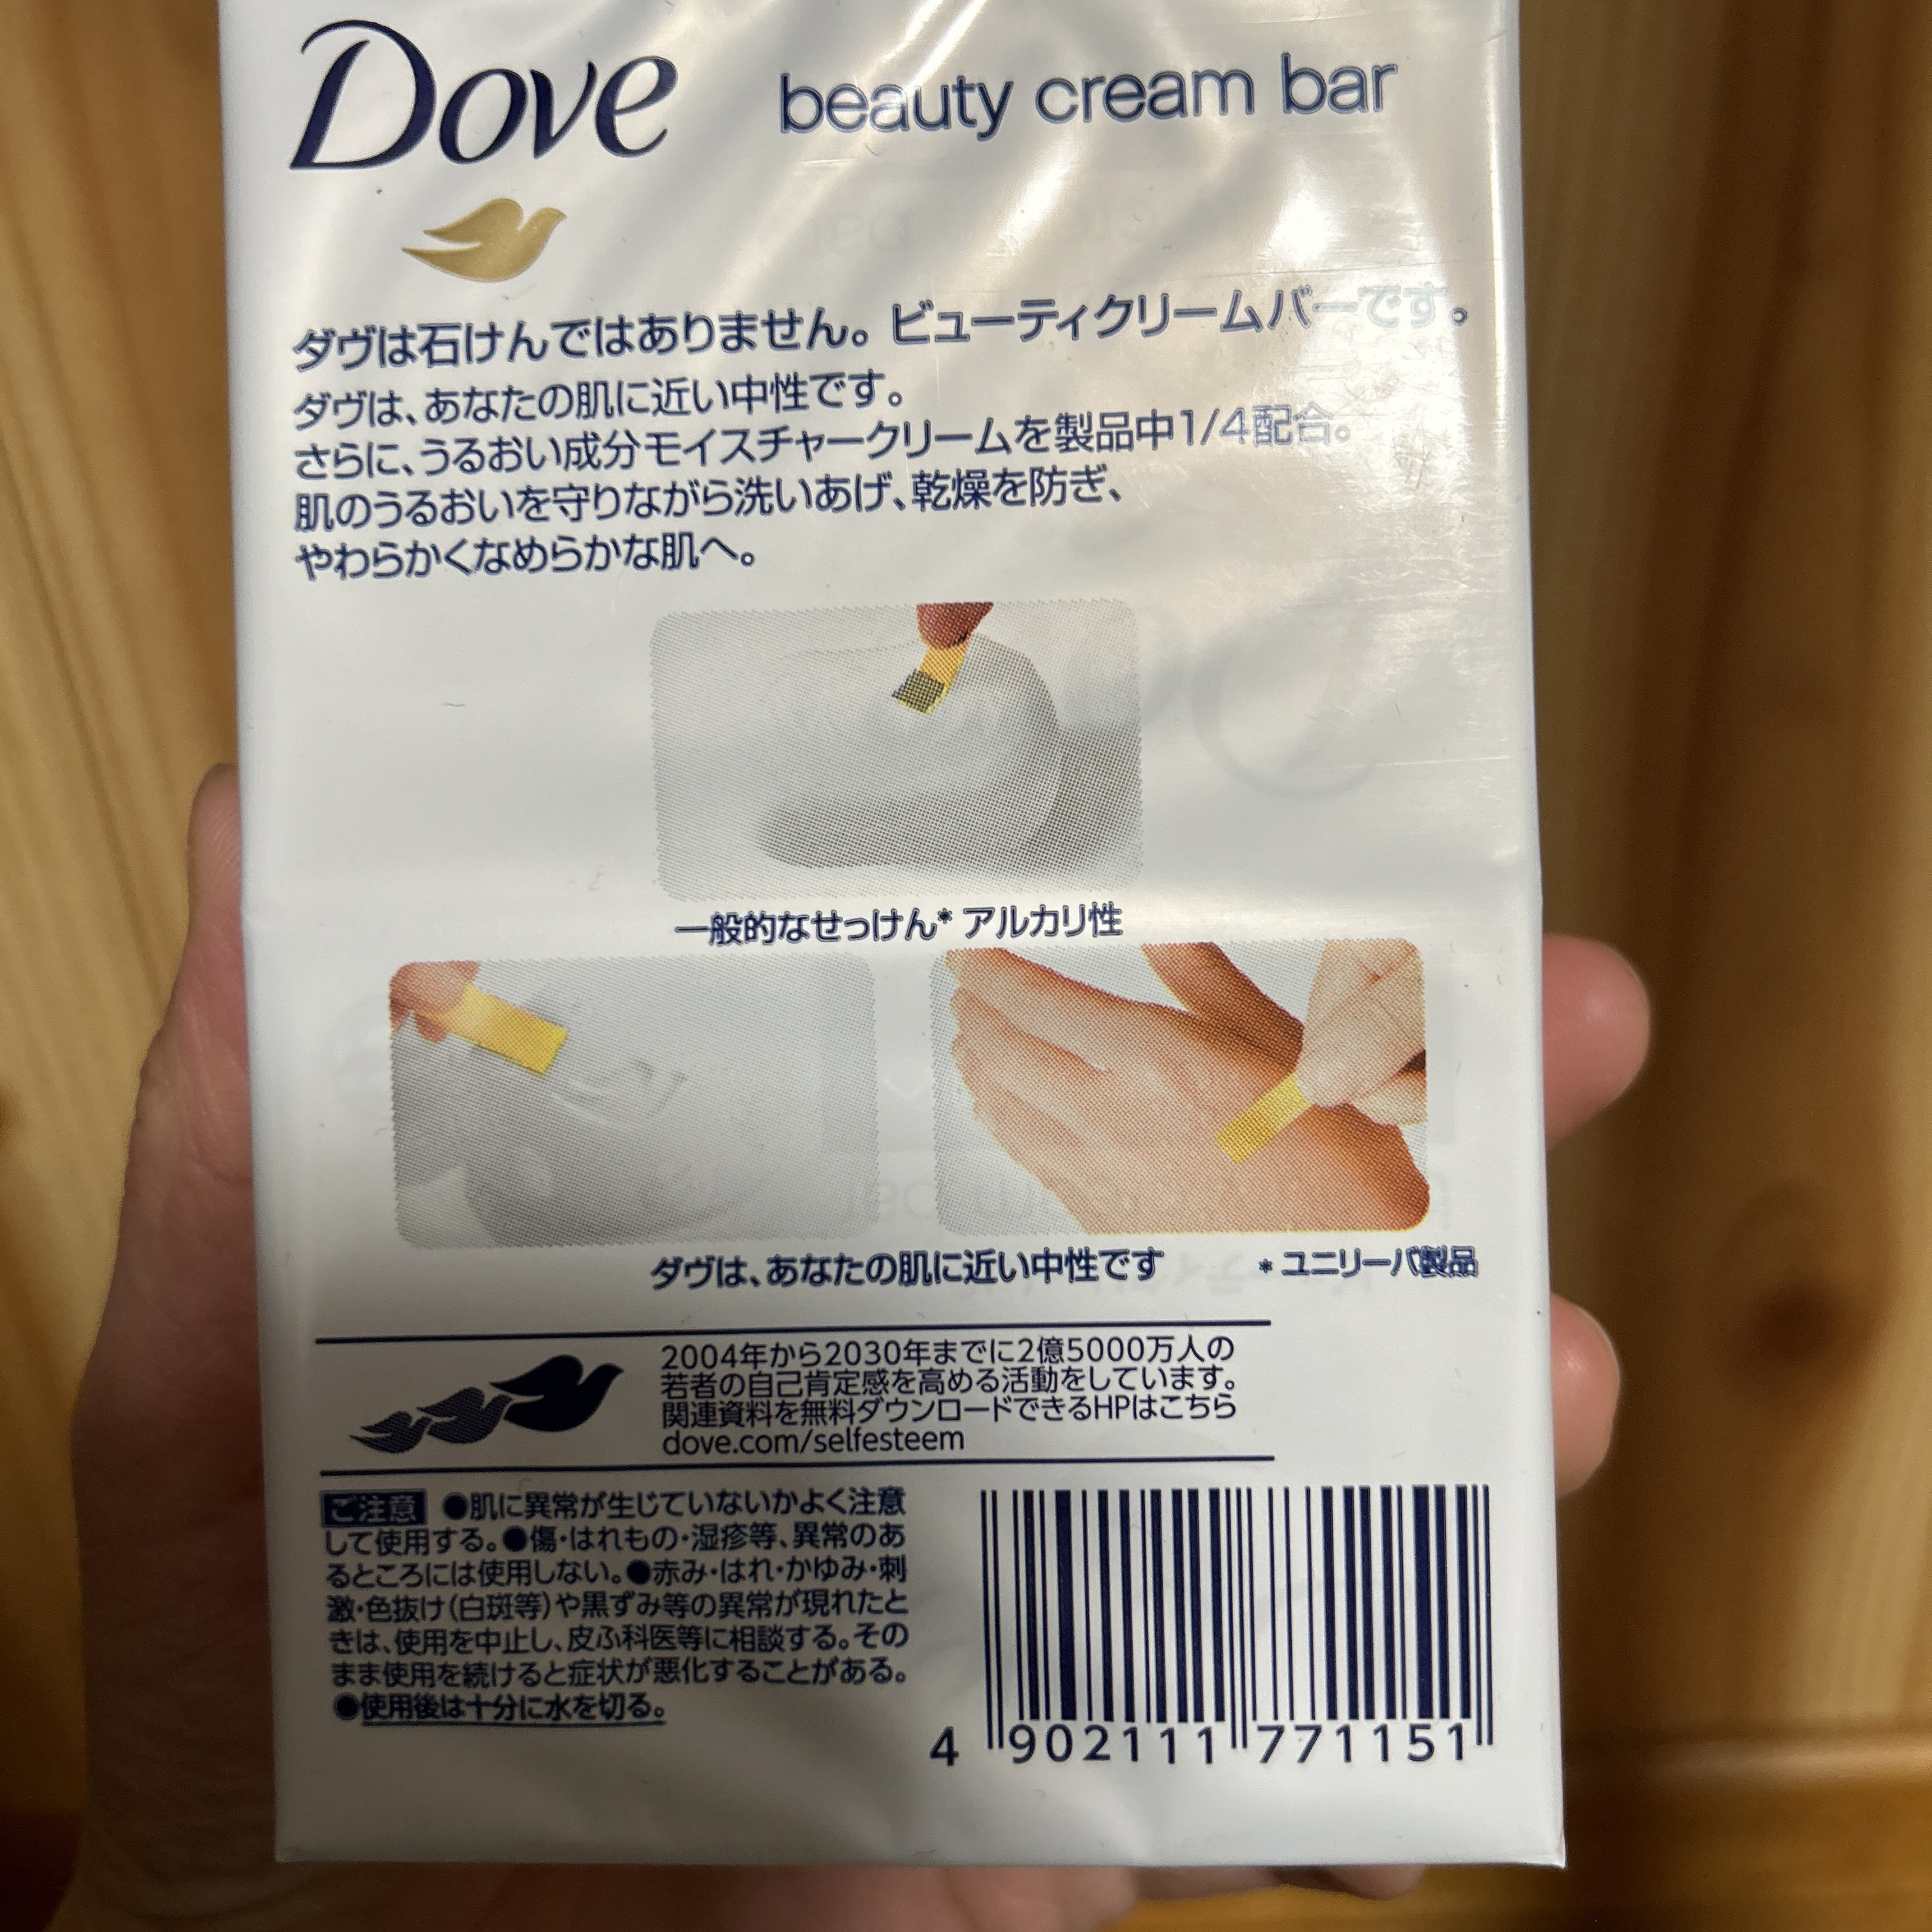 Dove beauty cream bar
ダヴは石けんではありません。ビューティクリームバーです。
ダヴは、あなたの肌に近い中性です。
さらに、うるおい成分モイスチャークリームを製品中1/4配合。
肌のうるおいを守りながら洗いあげ、乾燥を防ぎ、
やわらかくなめらかな肌へ。
一般的なせっけん* アルカリ性
ダヴは、あなたの肌に近い中性です
*ユニリーバ製品
2004年から2030年までに2億5000万人の
若者の自己肯定感を高める活動をしています。
関連資料を無料ダウンロードできるHPはこちら
dove.com/selfesteem
ご注意 ●肌に異常が生じていないかよく注意
して使用する。●傷・はれもの・湿疹等、異常のあ
るところには使用しない。●赤み・はれ・かゆみ・刺
激・色抜け(白斑等)や黒ずみ等の異常が現れたと
きは、使用を中止し、皮ふ科医等に相談する。その
まま使用を続けると症状が悪化することがある。
●使用後は十分に水を切る。
4 902111 771151